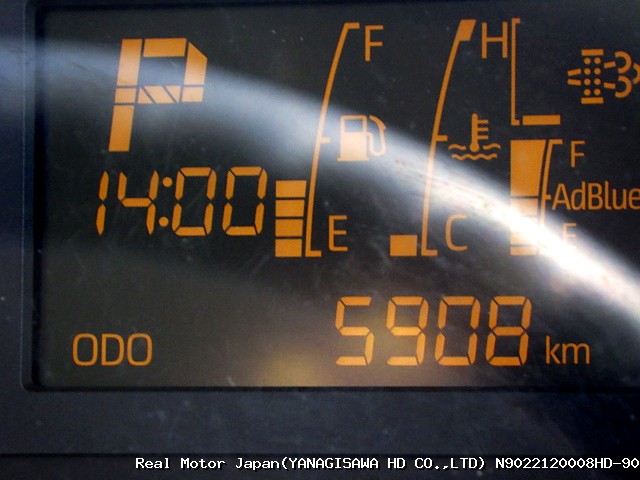 P
F
H
F
14:00
AdBlue
E
C
E
ODO
5908 km
Real Motor Japan(YANAGISAWA HD CO.,LTD) N9022120008HD-90